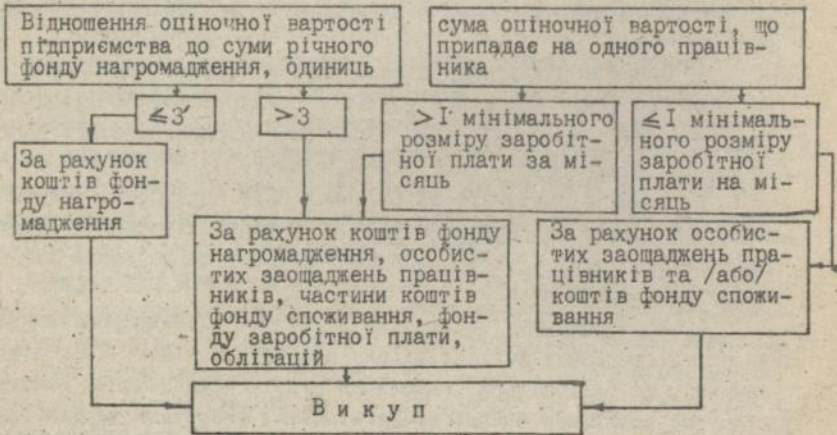 Відношення оціночної вартості
підприємства до суми річного
фонду нагромадження, одиниць
сума оціночної вартості, що
припадає на одного праців-
ника
≤3
>3
>I мінімального
розміру заробіт-
ної плати за мі-
сяць
≤I мінімаль-
ного розміру
заробітної
плати на мі-
сяць
За рахунок
коштів фон-
ду нагро-
мадження
За рахунок коштів фонду
нагромадження, особис-
тих заощаджень праців-
ників, частини коштів
фонду споживання, фон-
ду заробітної плати,
облігацій
За рахунок особис-
тих заощаджень пра-
цівників та /або/
коштів фонду спожи-
вання
Викуп